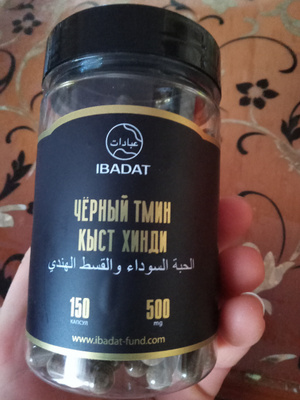 عبادات
IBADAT
ЧЁРНЫЙ ТМИН
КЫСТ ХИНДИ
الحبة السوداء والقسط الهندي
150 500
КАПСУЛ mg
www.ibadat-fund.com